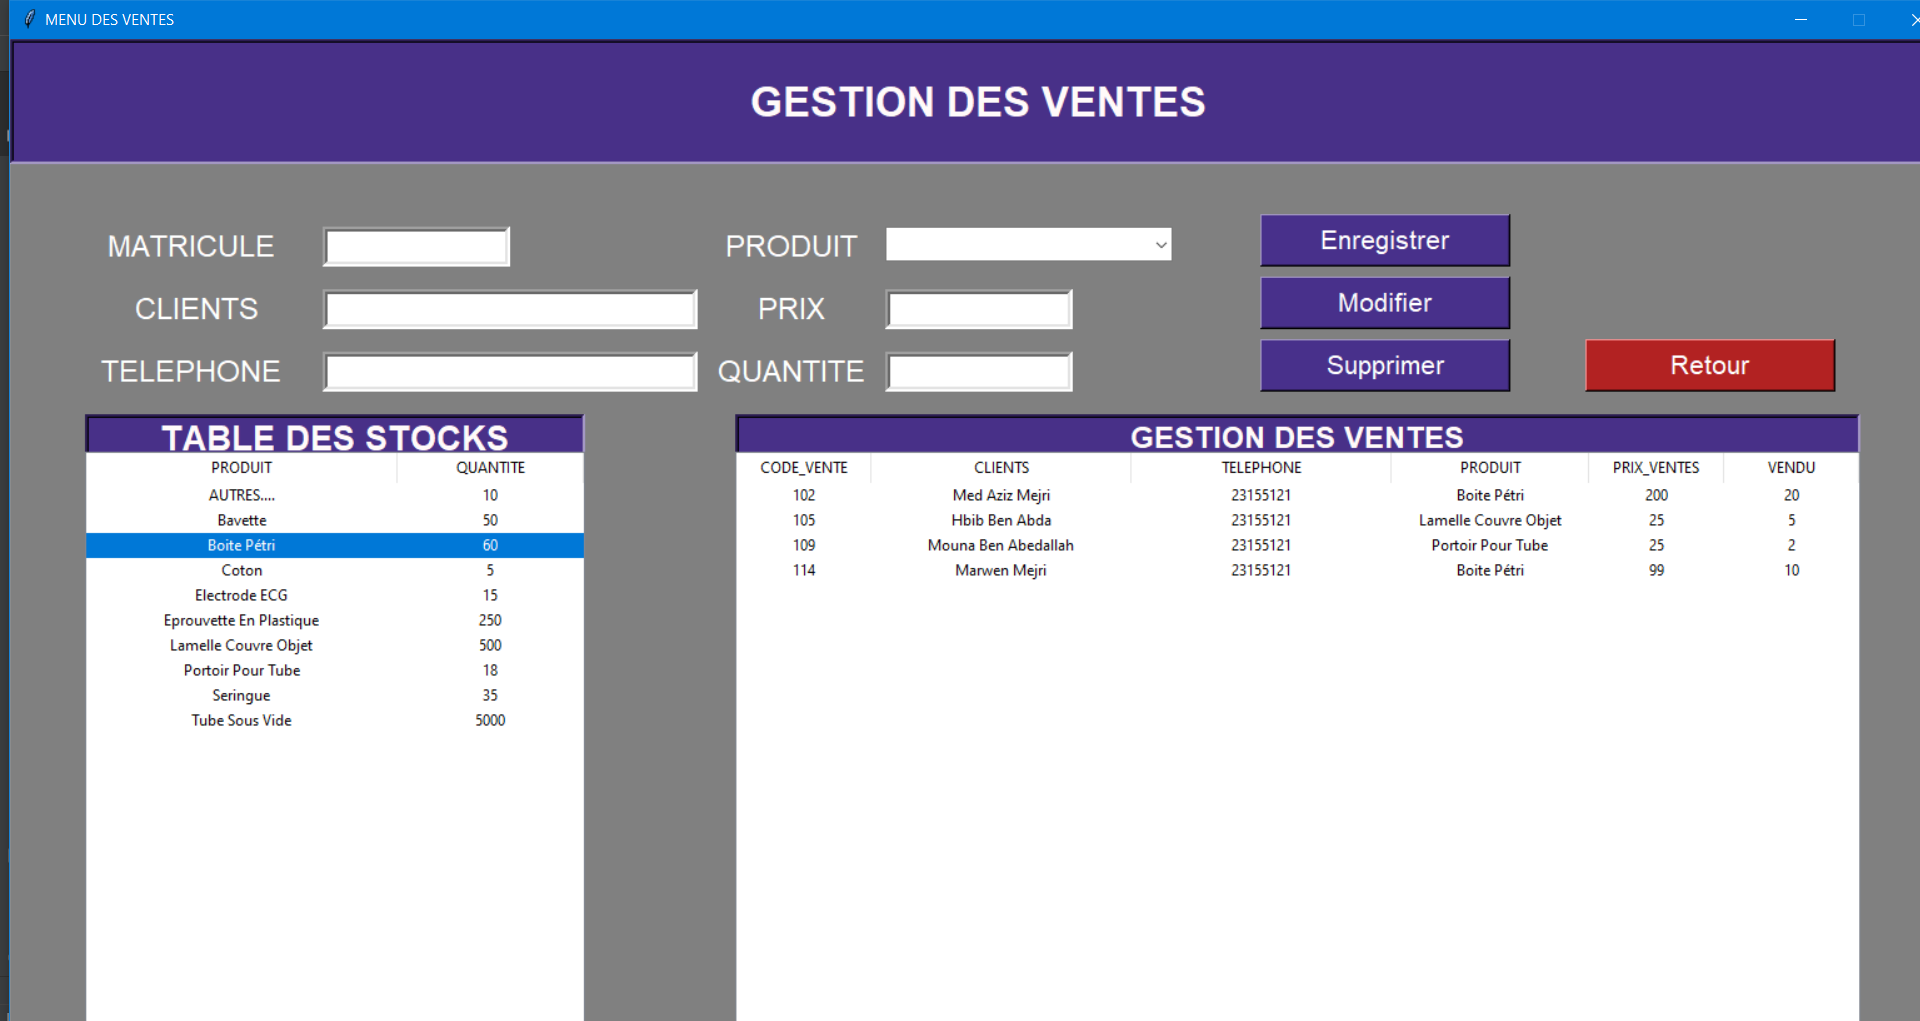 MENU DES VENTES
GESTION DES VENTES
MATRICULE
PRODUIT
Enregistrer
CLIENTS
PRIX
Modifier
TELEPHONE
QUANTITE
Supprimer
Retour
TABLE DES STOCKS
PRODUIT QUANTITE
AUTRES.... 10
Bavette 50
Boite Pétri 60
Coton 5
Electrode ECG 15
Eprouvette En Plastique 250
Lamelle Couvre Objet 500
Portoir Pour Tube 18
Seringue 35
Tube Sous Vide 5000
GESTION DES VENTES
CODE_VENTE CLIENTS TELEPHONE PRODUIT PRIX_VENTES VENDU
102 Med Aziz Mejri 23155121 Boite Pétri 200 20
105 Hbib Ben Abda 23155121 Lamelle Couvre Objet 25 5
109 Mouna Ben Abedallah 23155121 Portoir Pour Tube 25 2
114 Marwen Mejri 23155121 Boite Pétri 99 10